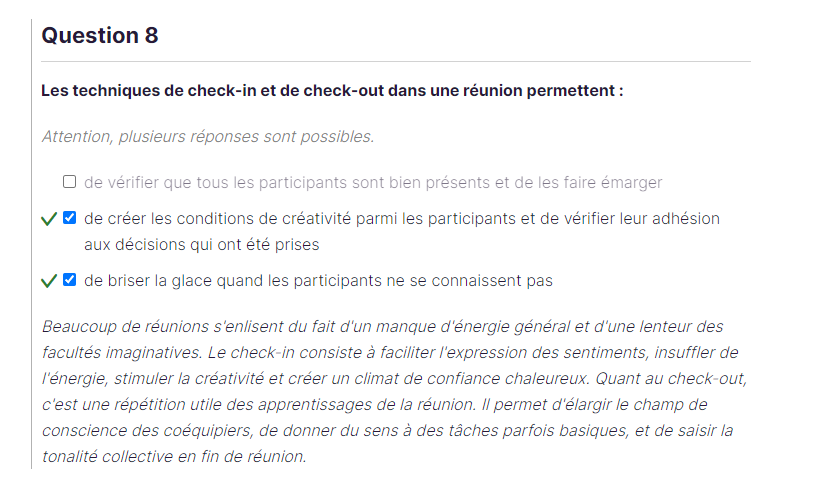 Question 8
Les techniques de check-in et de check-out dans une réunion permettent :
Attention, plusieurs réponses sont possibles.
de vérifier que tous les participants sont bien présents et de les faire émarger
de créer les conditions de créativité parmi les participants et de vérifier leur adhésion
aux décisions qui ont été prises
de briser la glace quand les participants ne se connaissent pas
Beaucoup de réunions s'enlisent du fait d'un manque d'énergie général et d'une lenteur des
facultés imaginatives. Le check-in consiste à faciliter l'expression des sentiments, insuffler de
l'énergie, stimuler la créativité et créer un climat de confiance chaleureux. Quant au check-out,
c'est une répétition utile des apprentissages de la réunion. Il permet d'élargir le champ de
conscience des coéquipiers, de donner du sens à des tâches parfois basiques, et de saisir la
tonalité collective en fin de réunion.